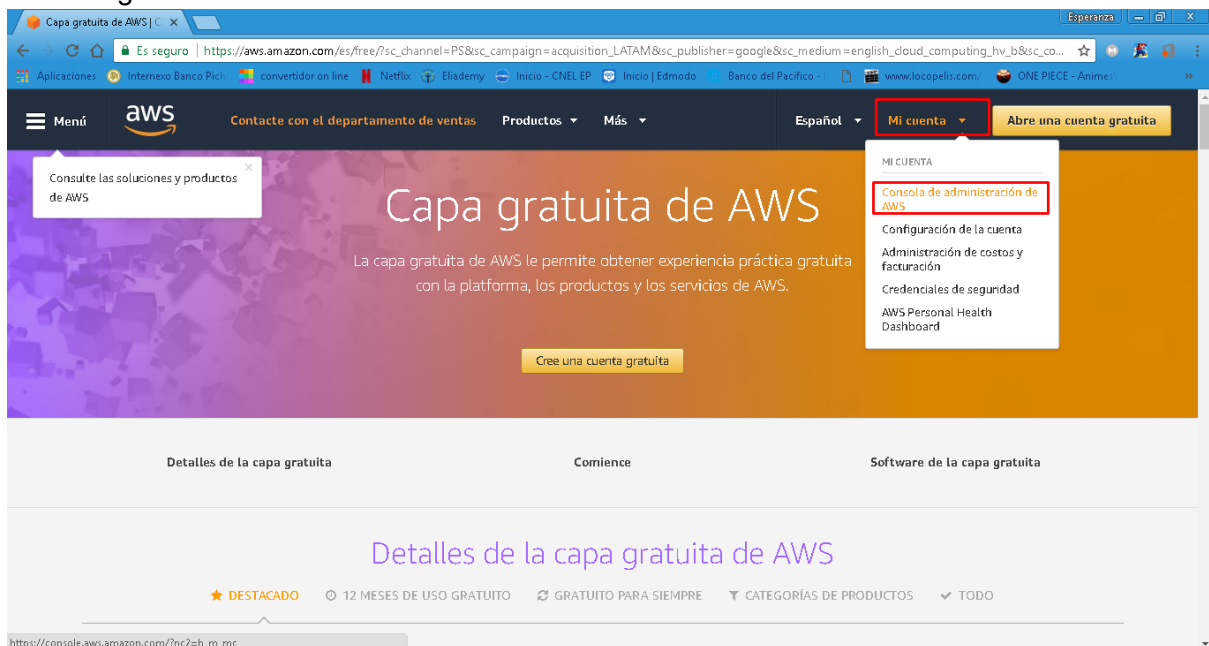 Capa gratuita de AWS | C
Esperanza
Es seguro | https://aws.amazon.com/es/free/?sc_channel=PS&sc_campaign=acquisition_LATAM&sc_publisher=google&sc_medium=english_cloud_computing_hv_b&sc_co...
Aplicaciones Internexo Banco Pich convertidor on line Netflix Eliademy Inicio - CNEL EP Inicio | Edmodo Banco del Pacifico - www.locopelis.com/ ONE PIECE - Animes
Menú aws Contacte con el departamento de ventas Productos Más Español Mi cuenta Abre una cuenta gratuita
Consulte las soluciones y productos
de AWS
MI CUENTA
Consola de administración de
AWS
Configuración de la cuenta
Administración de costos y
facturación
Credenciales de seguridad
AWS Personal Health
Dashboard
Capa gratuita de AWS
La capa gratuita de AWS le permite obtener experiencia práctica gratuita
con la platforma, los productos y los servicios de AWS.
Cree una cuenta gratuita
Detalles de la capa gratuita Comience Software de la capa gratuita
Detalles de la capa gratuita de AWS
DESTACADO 12 MESES DE USO GRATUITO GRATUITO PARA SIEMPRE CATEGORÍAS DE PRODUCTOS TODO
https://console.aws.amazon.com/?nc2=h_m_mc